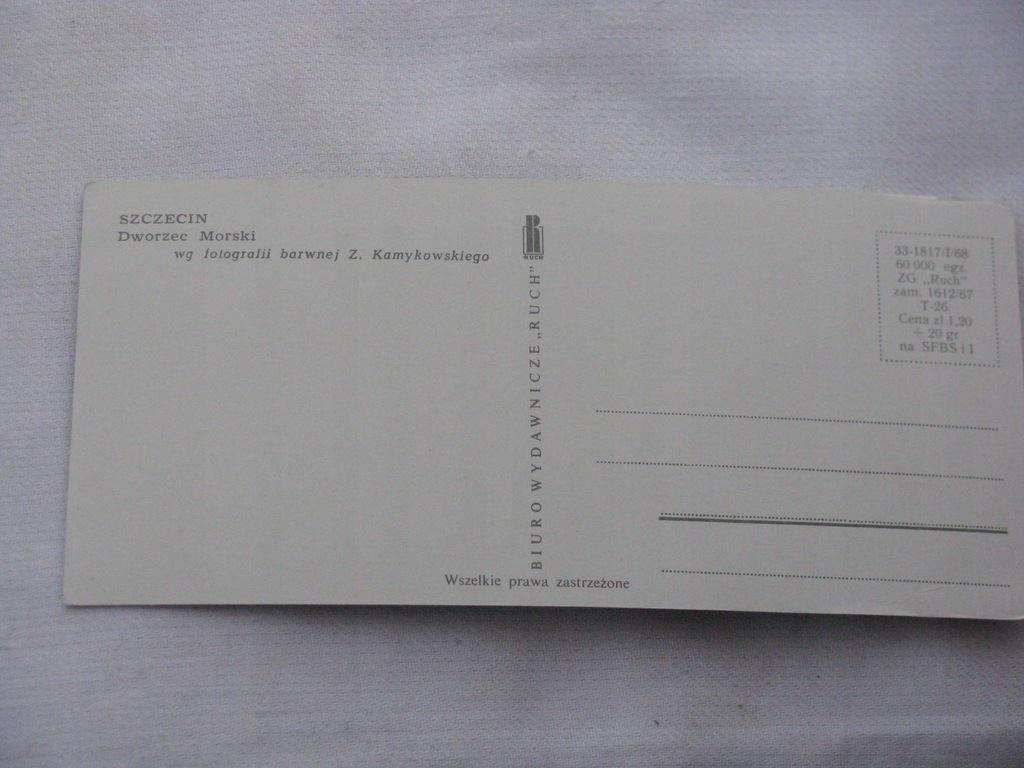 SZCZECIN
Dworzec Morski
wg fotografii barwnej Z. Kamykowskiego
RUCH
BIURO WYDAWNICZE „RUCH”
Wszelkie prawa zastrzeżone
33-1817/I/68
60 000 egz.
ZG „Ruch”
zam. 1612/67
T-26
Cena zł 1,20
+ 20 gr
na SFBS i I